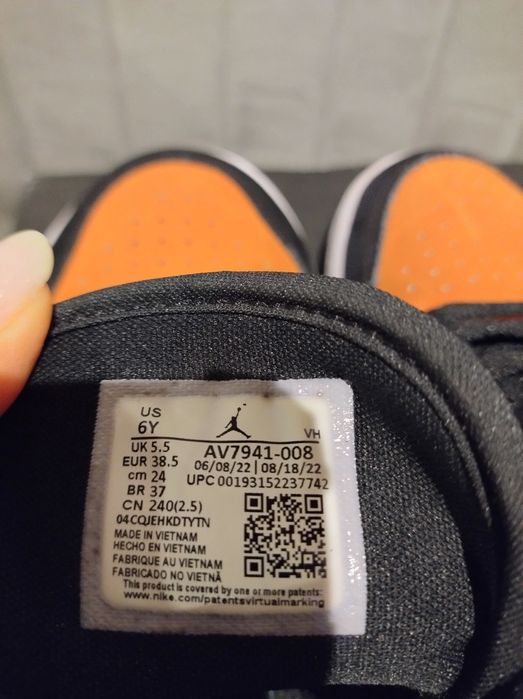 US
6Y
VH
UK 5.5
EUR 38.5
cm 24
BR 37
CN 240(2.5)
AV7941-008
06/08/22 | 08/18/22
UPC 00193152237742
04CQJEHKDTYTN
MADE IN VIETNAM
HECHO EN VIETNAM
FABRIQUE AU VIETNAM
FABRICADO NO VIETNÃ
This product is covered by one or more patents:
www.nike.com/patentsvirtualmarking